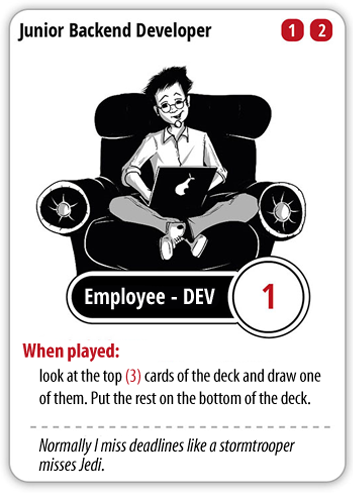 Junior Backend Developer 1 2
Employee - DEV 1
When played:
look at the top (3) cards of the deck and draw one
of them. Put the rest on the bottom of the deck.
Normally I miss deadlines like a stormtrooper
misses Jedi.